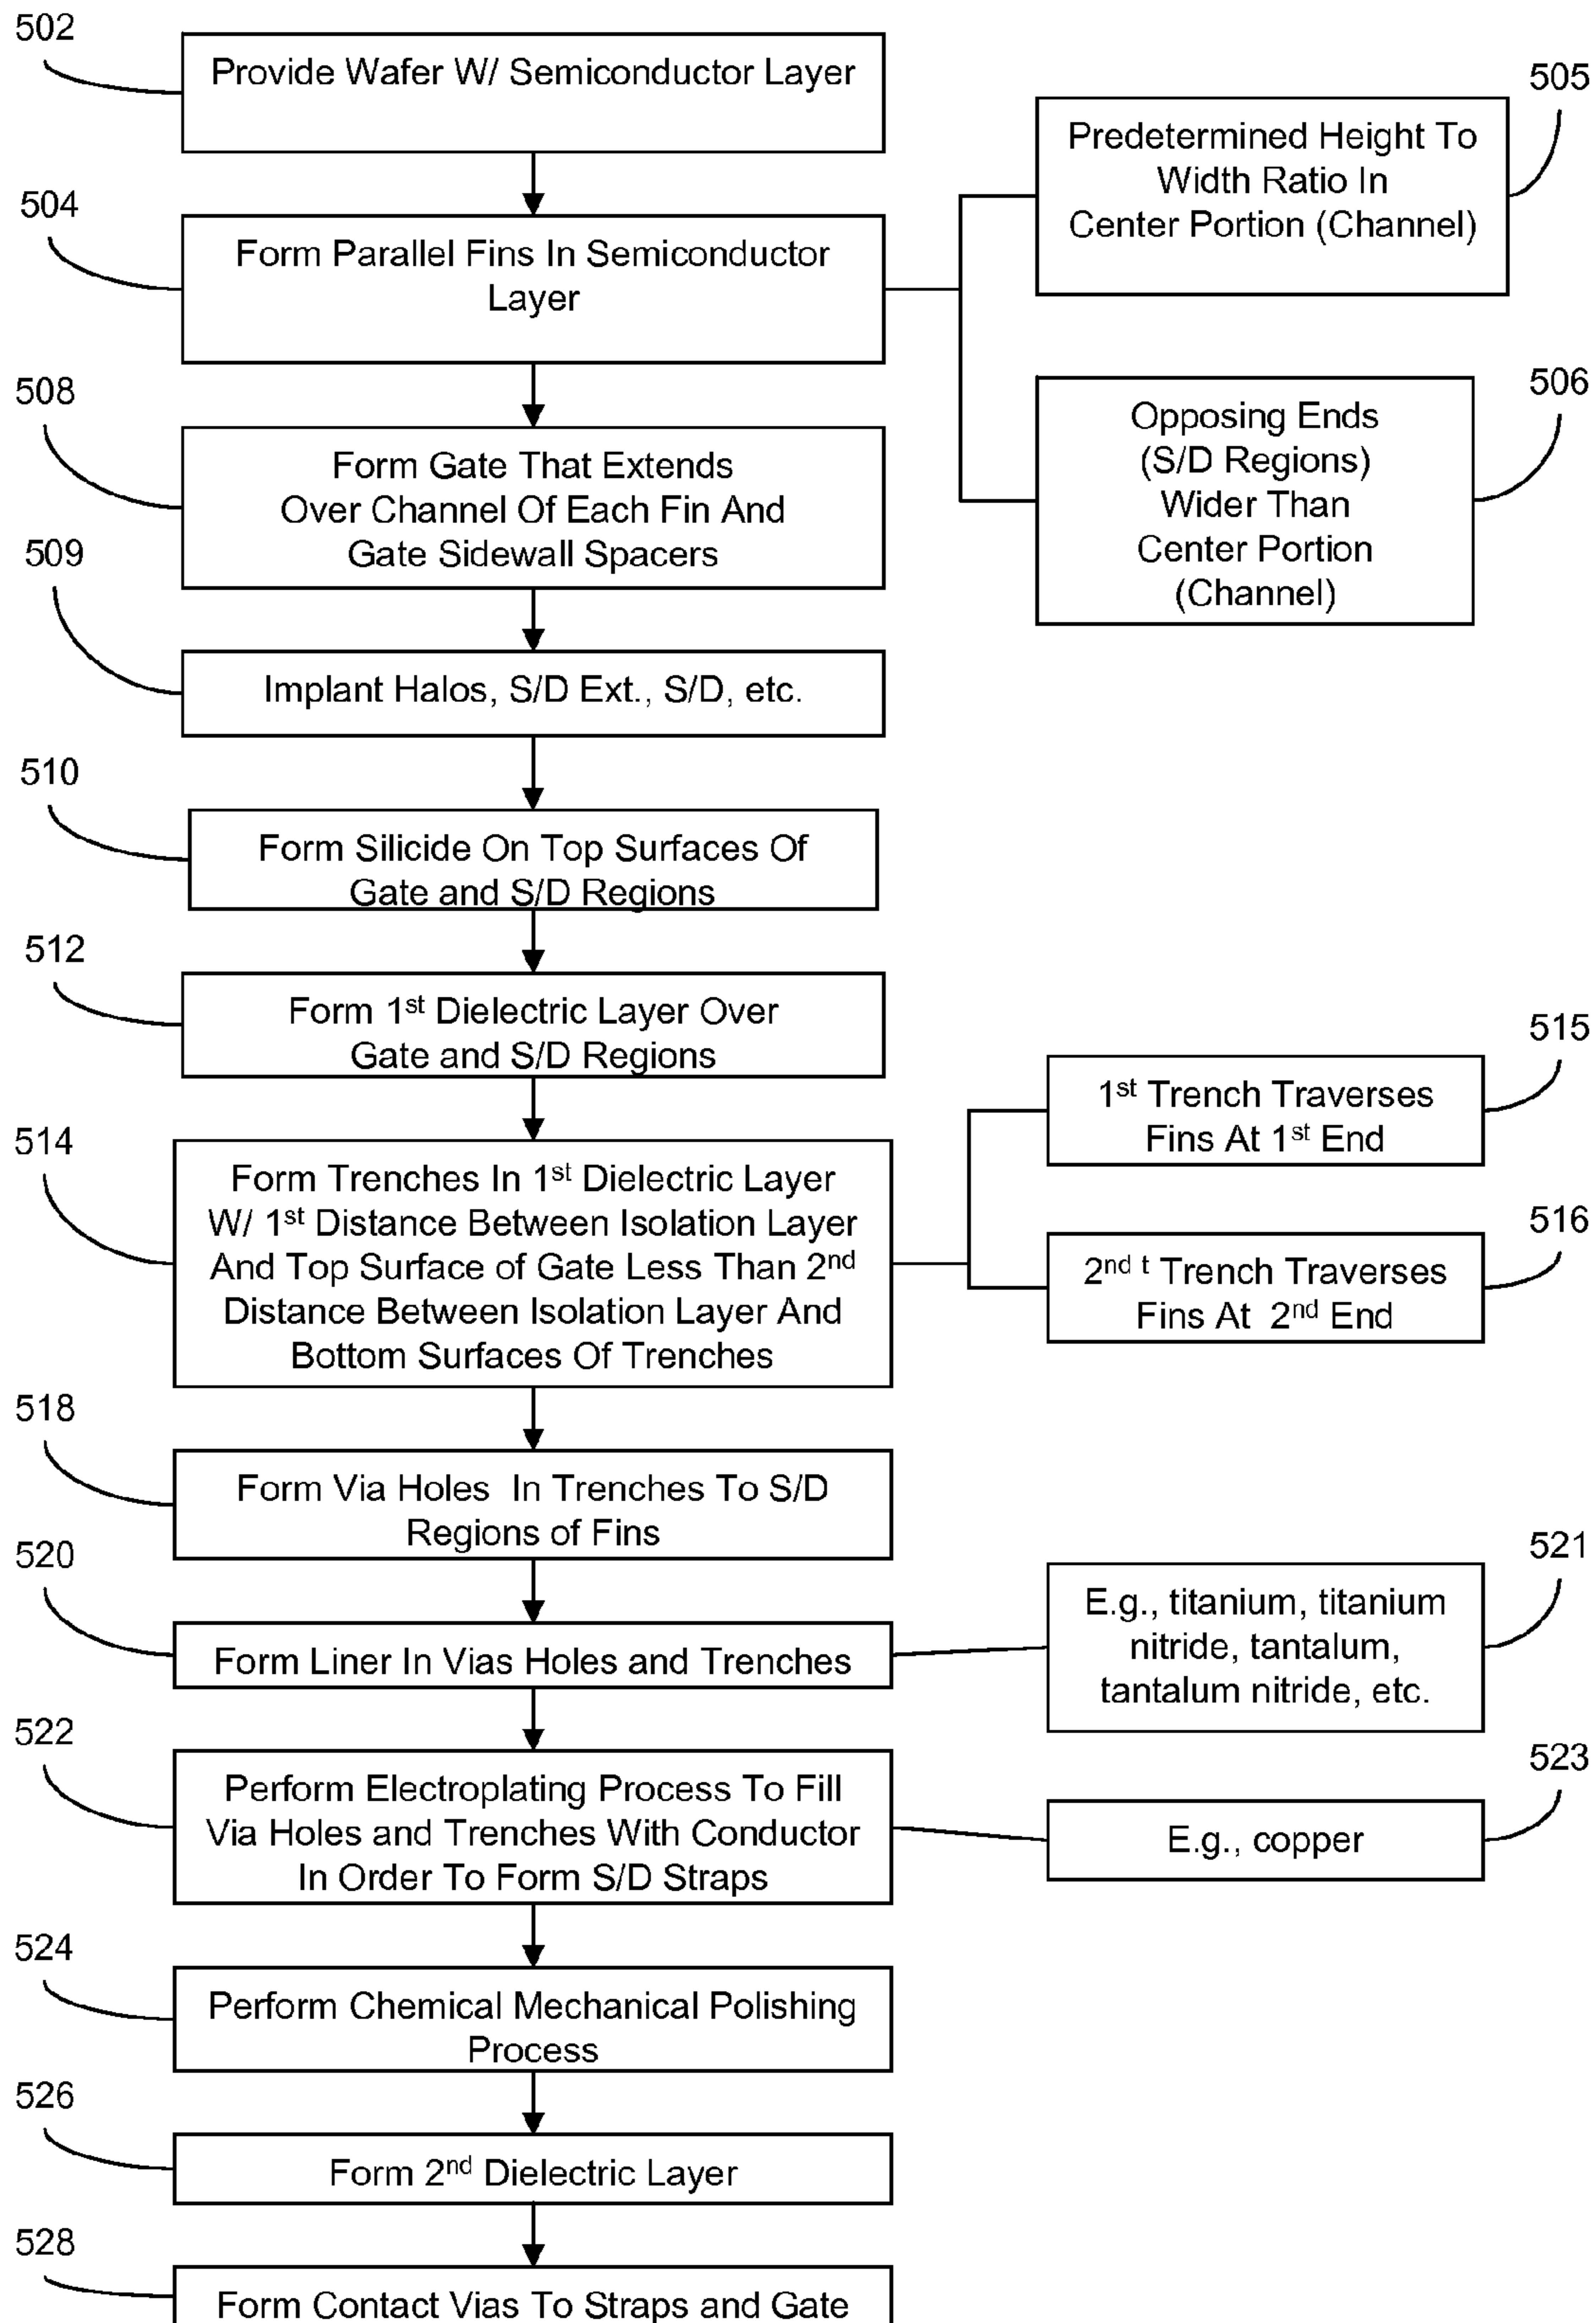 502
Provide Wafer W/ Semiconductor Layer
504
Form Parallel Fins In Semiconductor
Layer
505
Predetermined Height To
Width Ratio In
Center Portion (Channel)
506
Opposing Ends
(S/D Regions)
Wider Than
Center Portion
(Channel)
508
Form Gate That Extends
Over Channel Of Each Fin And
Gate Sidewall Spacers
509
Implant Halos, S/D Ext., S/D, etc.
510
Form Silicide On Top Surfaces Of
Gate and S/D Regions
512
Form 1st Dielectric Layer Over
Gate and S/D Regions
514
Form Trenches In 1st Dielectric Layer
W/ 1st Distance Between Isolation Layer
And Top Surface of Gate Less Than 2nd
Distance Between Isolation Layer And
Bottom Surfaces Of Trenches
515
1st Trench Traverses
Fins At 1st End
516
2nd t Trench Traverses
Fins At 2nd End
518
Form Via Holes In Trenches To S/D
Regions of Fins
520
Form Liner In Vias Holes and Trenches
521
E.g., titanium, titanium
nitride, tantalum,
tantalum nitride, etc.
522
Perform Electroplating Process To Fill
Via Holes and Trenches With Conductor
In Order To Form S/D Straps
523
E.g., copper
524
Perform Chemical Mechanical Polishing
Process
526
Form 2nd Dielectric Layer
528
Form Contact Vias To Straps and Gate